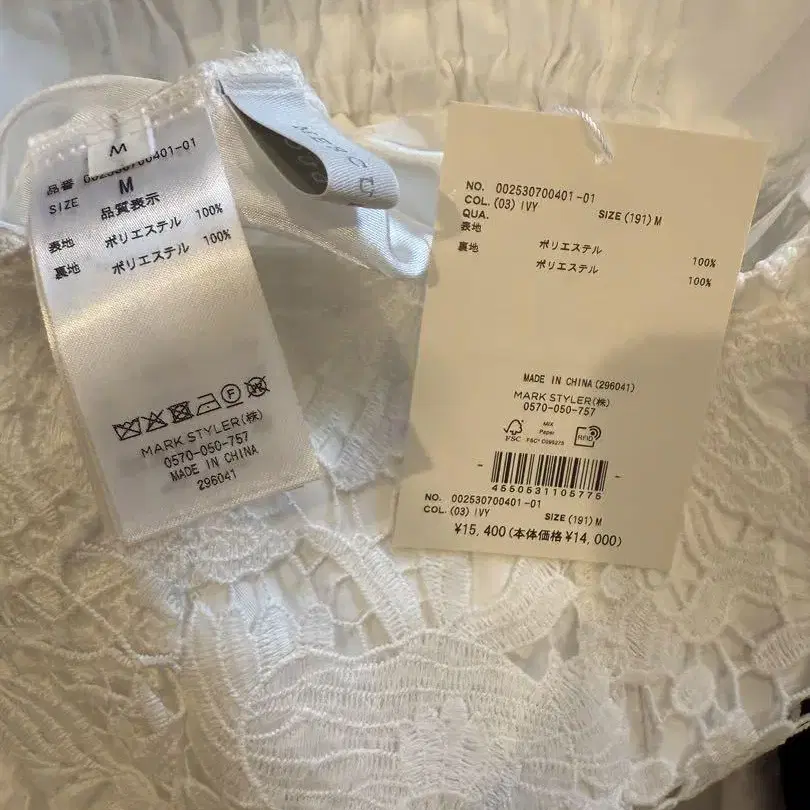 M
品番 002530700401-01
SIZE M
品質表示
表地 ポリエステル 100%
裏地 ポリエステル 100%
MARK STYLER(株)
0570-050-757
MADE IN CHINA
296041
NO. 002530700401-01
COL. (03) IVY SIZE (191) M
QUA.
表地 ポリエステル 100%
裏地 ポリエステル 100%
MADE IN CHINA (296041)
MARK STYLER(株)
0570-050-757
FSC
MIX
Paper
FSC® C095275
RFID
4550531105775
NO. 002530700401-01
COL. (03) IVY SIZE (191) M
¥15,400(本体価格¥14,000)